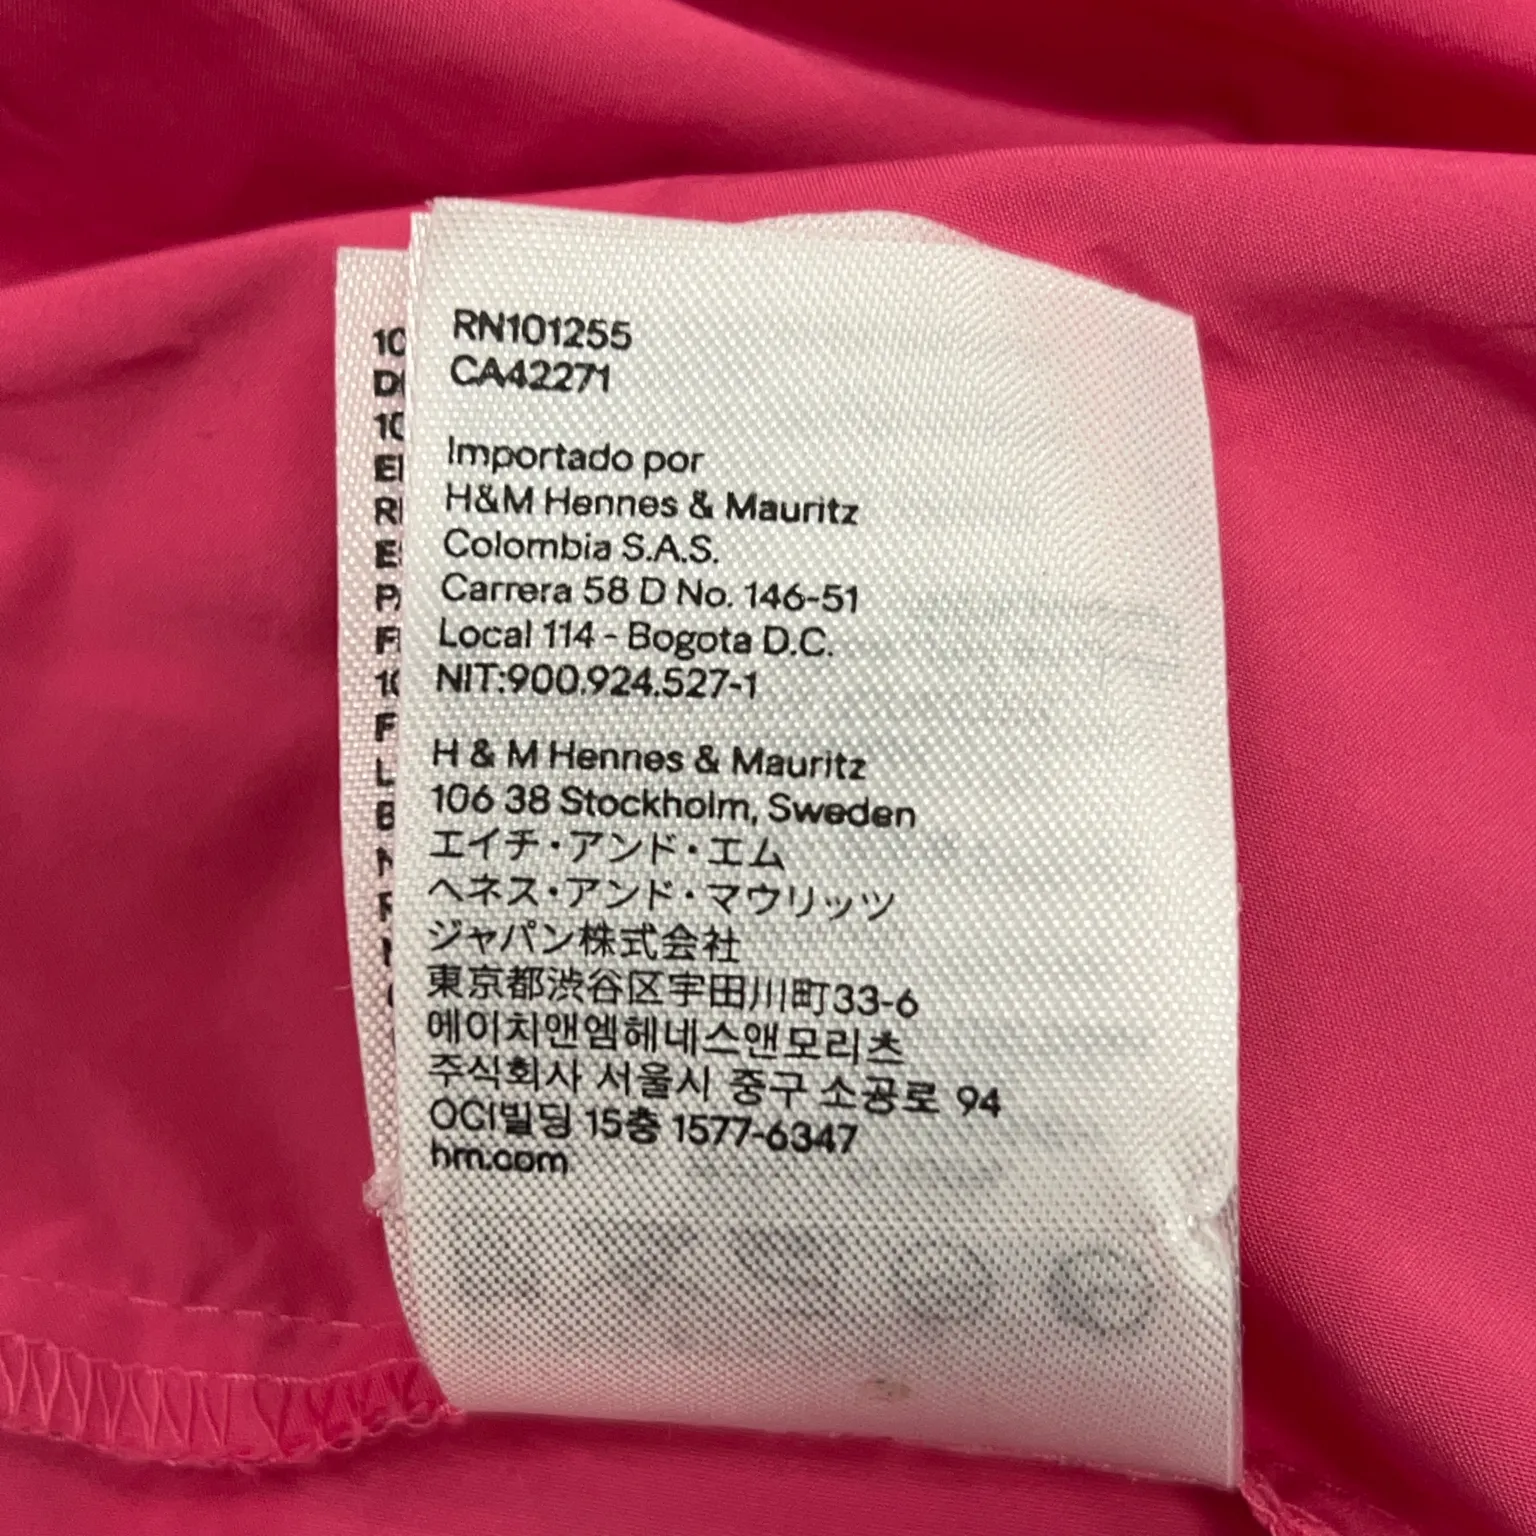 RN101255
CA42271
Importado por
H&M Hennes & Mauritz
Colombia S.A.S.
Carrera 58 D No. 146-51
Local 114 - Bogota D.C.
NIT:900.924.527-1
H & M Hennes & Mauritz
106 38 Stockholm, Sweden
エイチ・アンド・エム
ヘネス・アンド・マウリッツ
ジャパン株式会社
東京都渋谷区宇田川町33-6
에이치앤엠헤네스앤모리츠
주식회사 서울시 중구 소공로 94
OCI빌딩 15층 1577-6347
hm.com